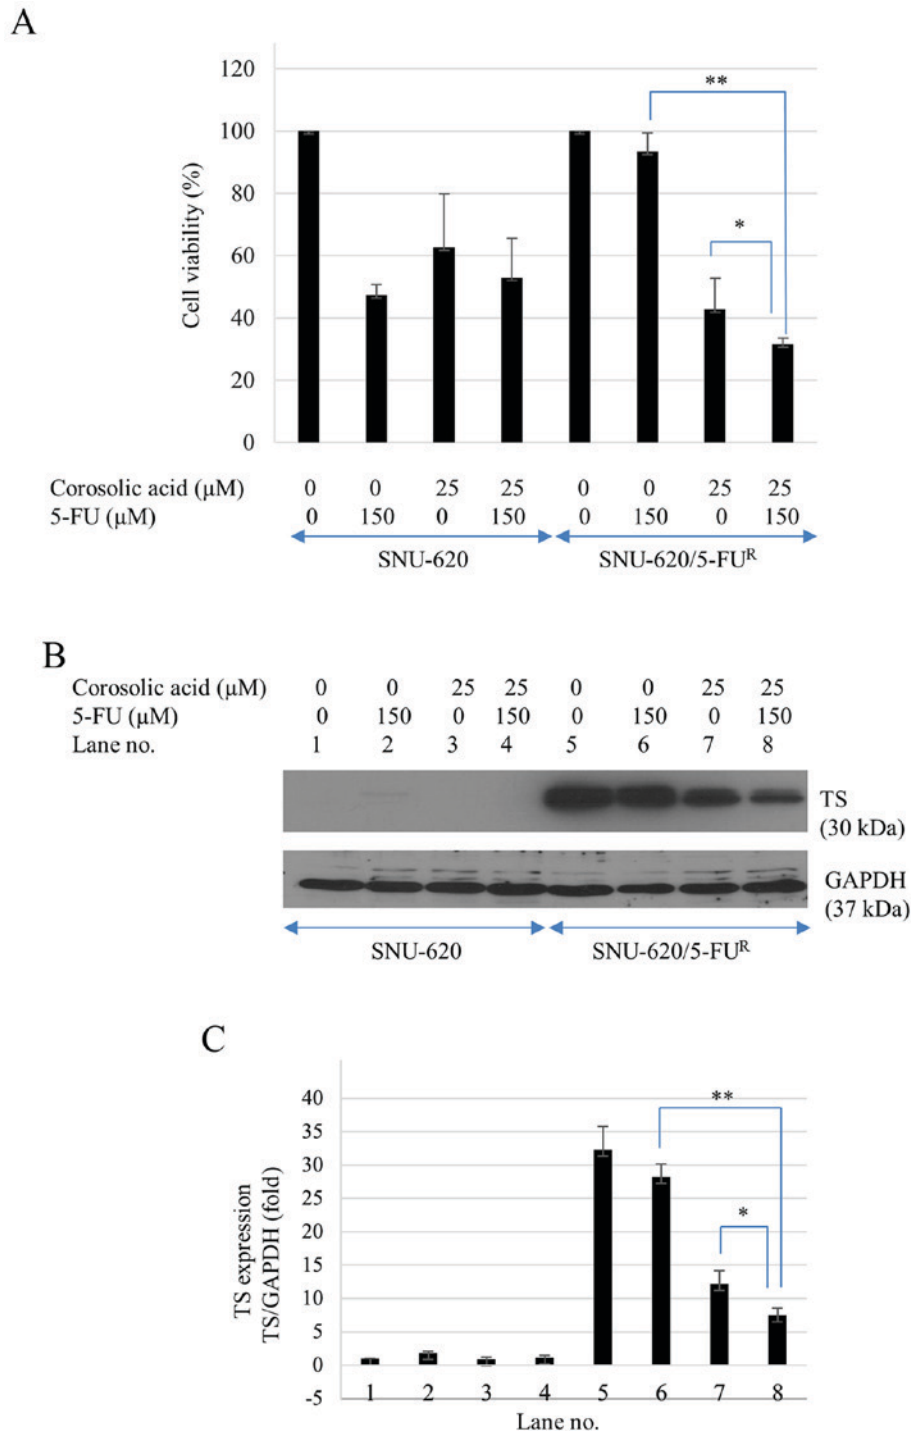 A
120
100
80
60
40
20
0
Cell viability (%)
**
*
Corosolic acid (µM) 0 0 25 25 0 0 25 25
5-FU (µM) 0 150 0 150 0 150 0 150
SNU-620 SNU-620/5-FUᴿ
B
Corosolic acid (µM) 0 0 25 25 0 0 25 25
5-FU (µM) 0 150 0 150 0 150 0 150
Lane no. 1 2 3 4 5 6 7 8
TS
(30 kDa)
GAPDH
(37 kDa)
SNU-620 SNU-620/5-FUᴿ
C
40
35
30
25
20
15
10
5
0
-5
TS expression
TS/GAPDH (fold)
**
*
1 2 3 4 5 6 7 8
Lane no.